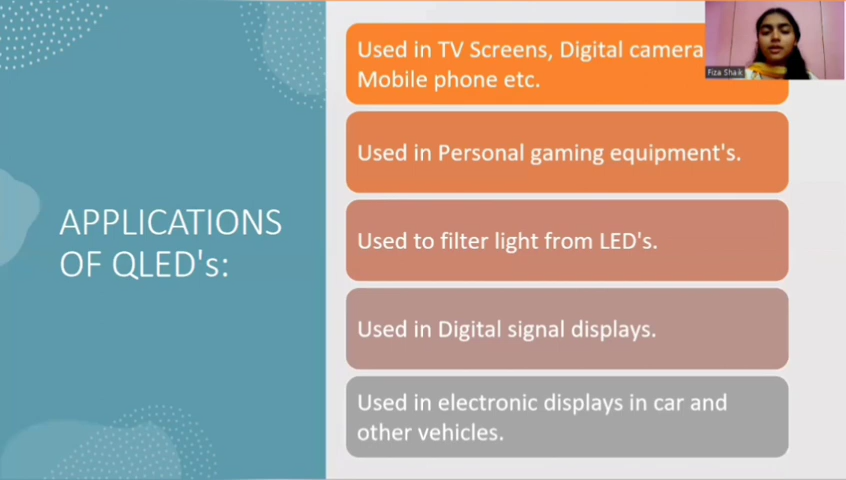 APPLICATIONS
OF QLED's:
Used in TV Screens, Digital camera
Mobile phone etc.
Used in Personal gaming equipment's.
Used to filter light from LED's.
Used in Digital signal displays.
Used in electronic displays in car and
other vehicles.
Fiza Shaik